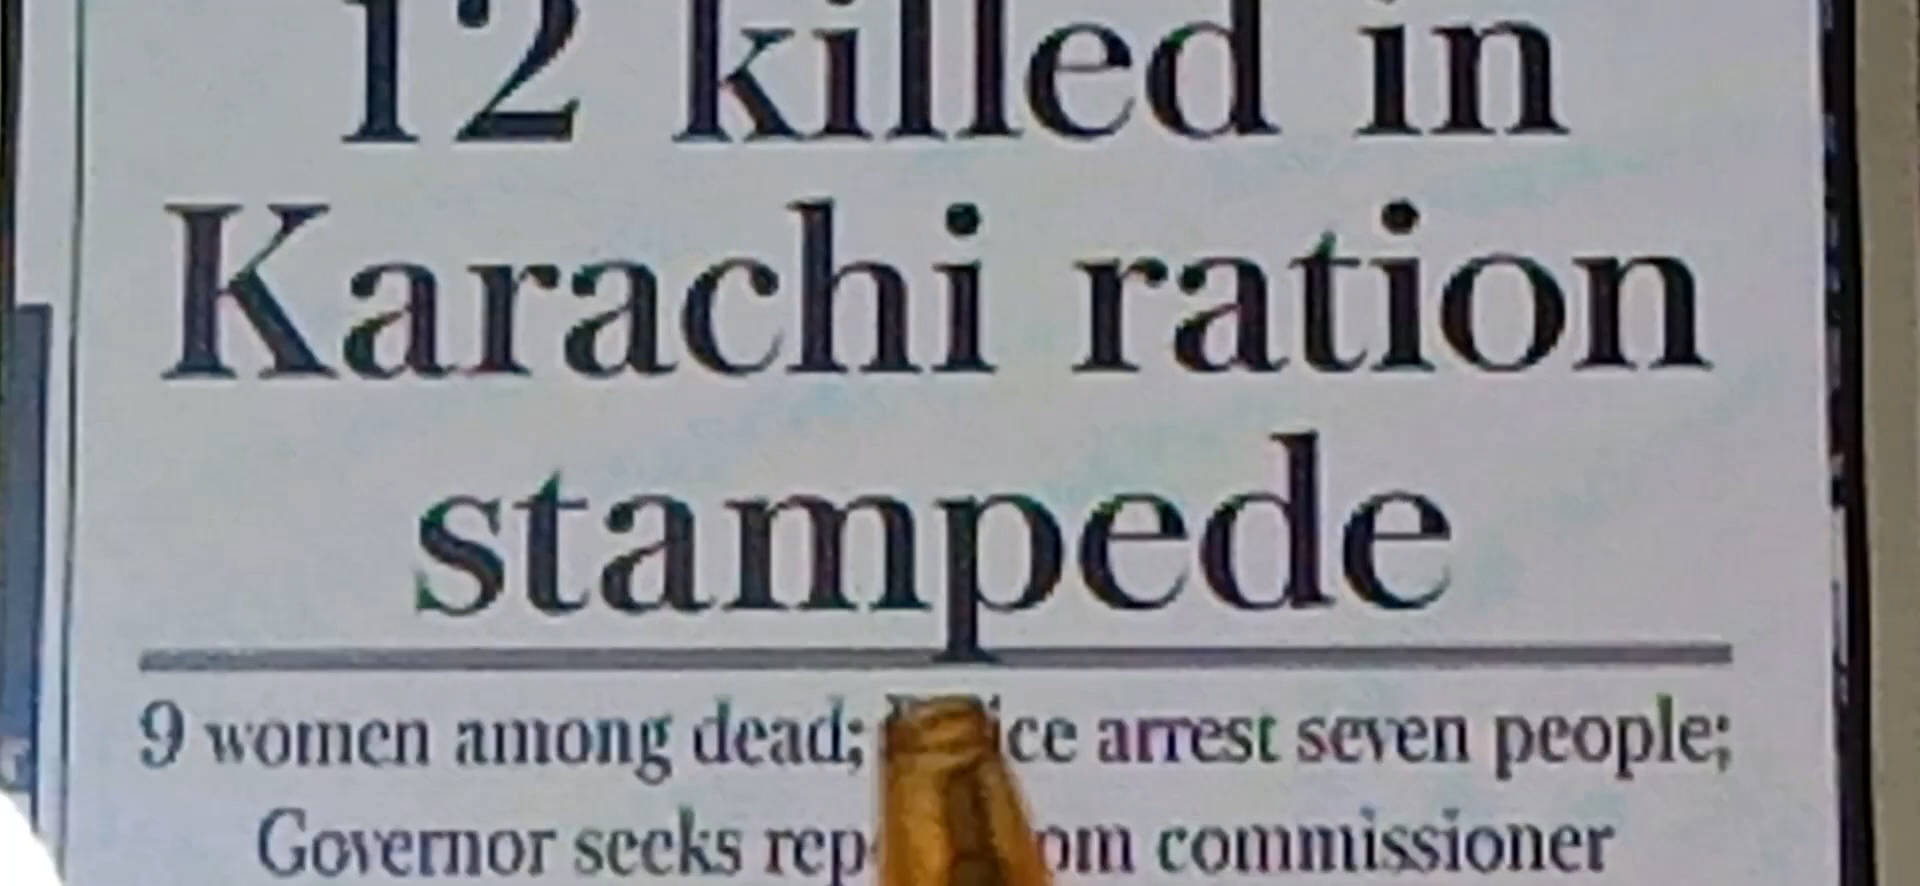 12 killed in
Karachi ration
stampede
9 women among dead; arrest seven people;
Governor seeks commissioner